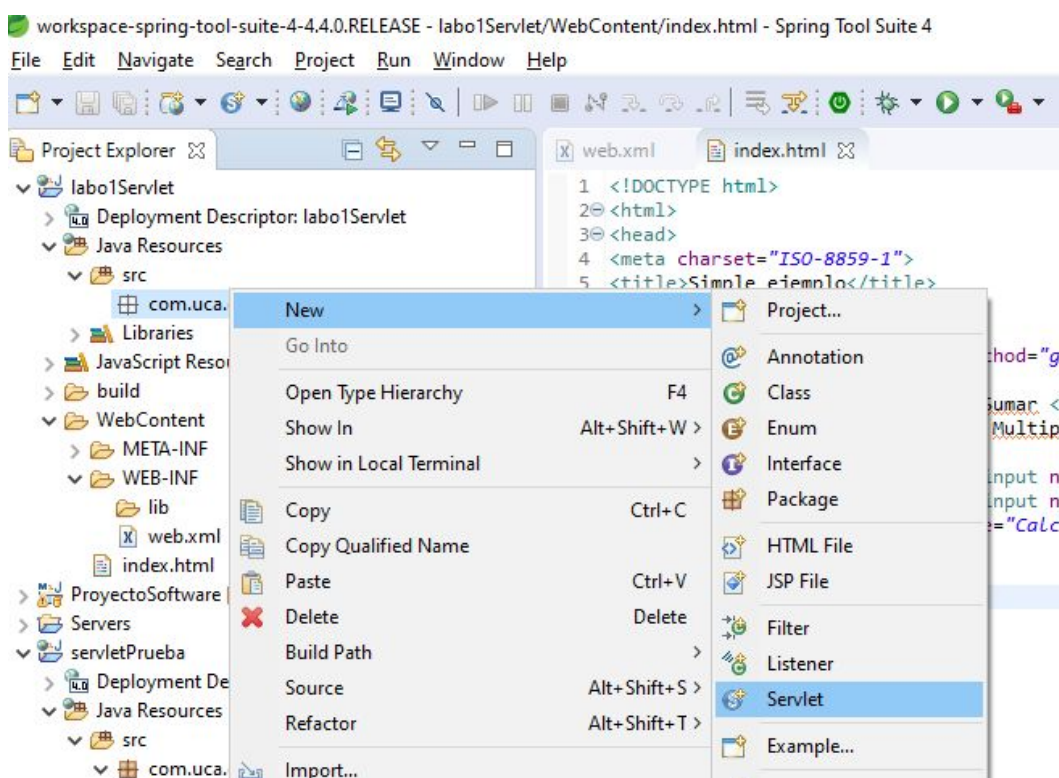 workspace-spring-tool-suite-4-4.4.0.RELEASE - labo1Servlet/WebContent/index.html - Spring Tool Suite 4
File Edit Navigate Search Project Run Window Help
Project Explorer
labo1Servlet
Deployment Descriptor: labo1Servlet
Java Resources
src
com.uca.
Libraries
JavaScript Resou
build
WebContent
META-INF
WEB-INF
lib
web.xml
index.html
ProyectoSoftware
Servers
servletPrueba
Deployment De
Java Resources
src
com.uca.
web.xml index.html
1 <!DOCTYPE html>
2 <html>
3 <head>
4 <meta charset="ISO-8859-1">
5 <title>Simple ejemplo</title>
hod="g
Sumar <
Multip
input n
input n
="Calc
New
Go Into
Open Type Hierarchy F4
Show In Alt+Shift+W >
Show in Local Terminal
Copy Ctrl+C
Copy Qualified Name
Paste Ctrl+V
Delete Delete
Build Path
Source Alt+Shift+S >
Refactor Alt+Shift+T >
Import...
Project...
Annotation
Class
Enum
Interface
Package
HTML File
JSP File
Filter
Listener
Servlet
Example...